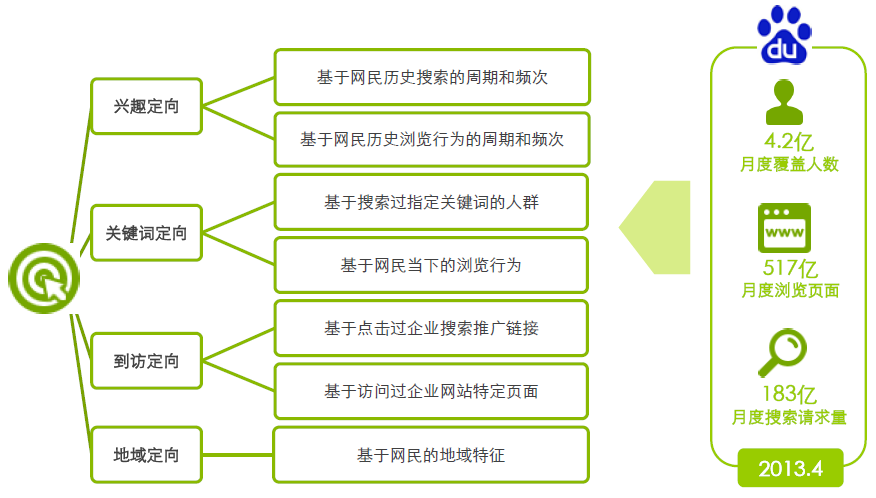 兴趣定向
基于网民历史搜索的周期和频次
基于网民历史浏览行为的周期和频次
关键词定向
基于搜索过指定关键词的人群
基于网民当下的浏览行为
到访定向
基于点击过企业搜索推广链接
基于访问过企业网站特定页面
地域定向
基于网民的地域特征
du
4.2亿
月度覆盖人数
www
517亿
月度浏览页面
183亿
月度搜索请求量
2013.4